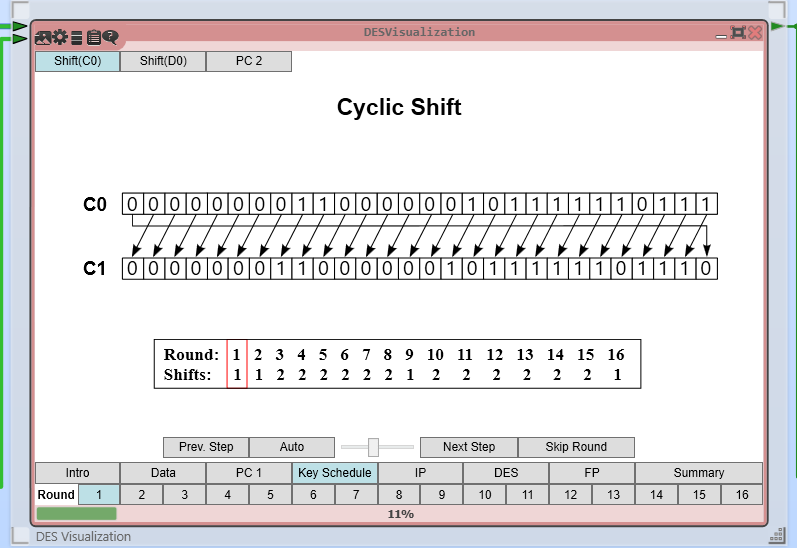 DESVisualization
Shift(C0) Shift(D0) PC 2
Cyclic Shift
C0 0 0 0 0 0 0 0 0 1 1 0 0 0 0 0 0 1 0 1 1 1 1 1 1 0 1 1 1
C1 0 0 0 0 0 0 0 1 1 0 0 0 0 0 0 1 0 1 1 1 1 1 1 0 1 1 1 0
Round: 1 2 3 4 5 6 7 8 9 10 11 12 13 14 15 16
Shifts: 1 1 2 2 2 2 2 2 1 2 2 2 2 2 2 1
Prev. Step Auto Next Step Skip Round
Intro Data PC 1 Key Schedule IP DES FP Summary
Round 1 2 3 4 5 6 7 8 9 10 11 12 13 14 15 16
11%
DES Visualization